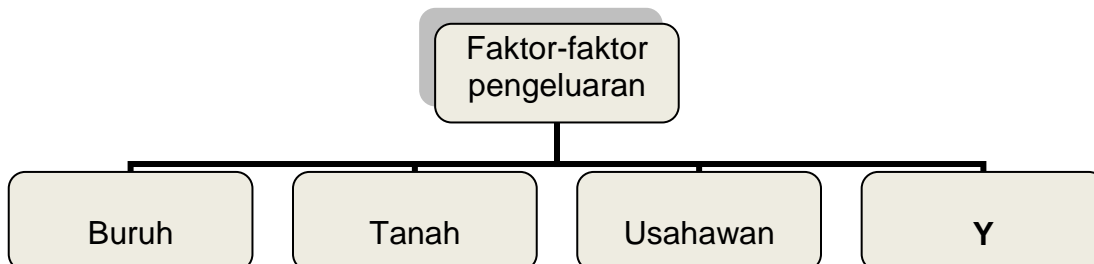 Faktor-faktor
pengeluaran
Buruh
Tanah
Usahawan
Y